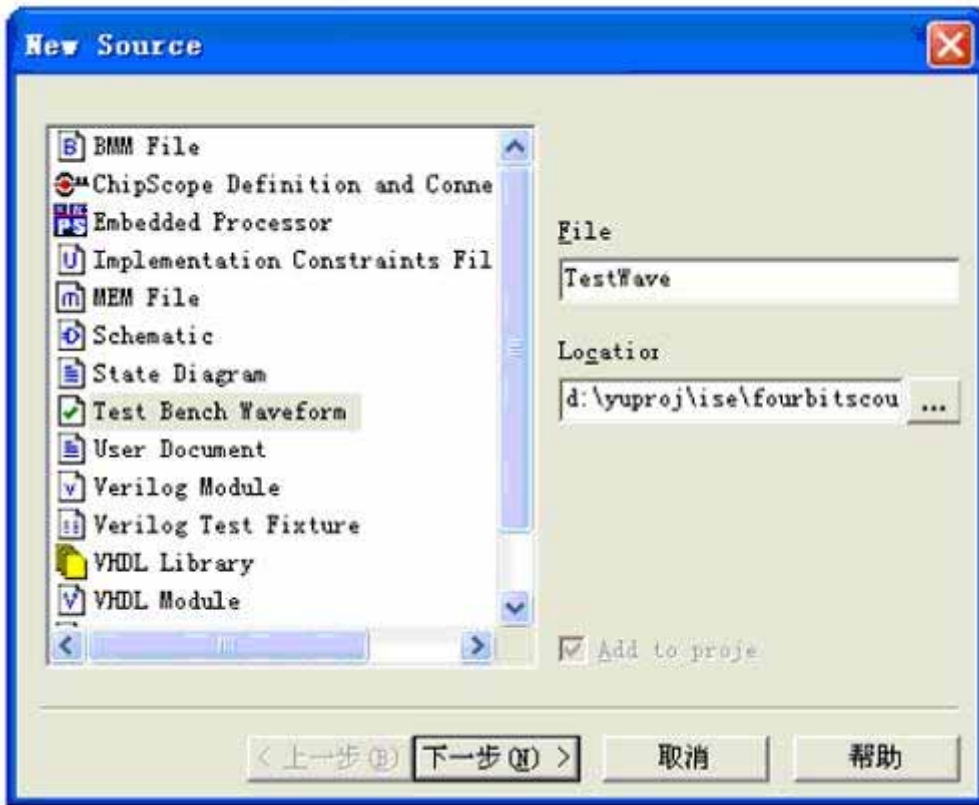 New Source
BMM File
ChipScope Definition and Conne
Embedded Processor
Implementation Constraints Fil
MEM File
Schematic
State Diagram
Test Bench Waveform
User Document
Verilog Module
Verilog Test Fixture
VHDL Library
VHDL Module
File
TestWave
Location
d:\yuproj\ise\fourbitscou
...
Add to proje
< 上一步(B)
下一步(N) >
取消
帮助